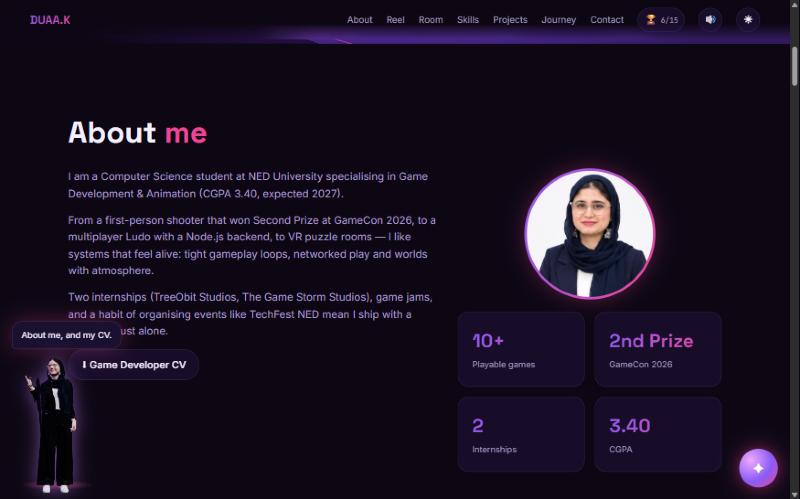 DUAA.K
About Reel Room Skills Projects Journey Contact 6/15
About me
I am a Computer Science student at NED University specialising in Game
Development & Animation (CGPA 3.40, expected 2027).
From a first-person shooter that won Second Prize at GameCon 2026, to a
multiplayer Ludo with a Node.js backend, to VR puzzle rooms — I like
systems that feel alive: tight gameplay loops, networked play and worlds
with atmosphere.
Two internships (TreeObit Studios, The Game Storm Studios), game jams,
and a habit of organising events like TechFest NED mean I ship with a
ust alone.
About me, and my CV.
⬇ Game Developer CV
10+
Playable games
2nd Prize
GameCon 2026
2
Internships
3.40
CGPA